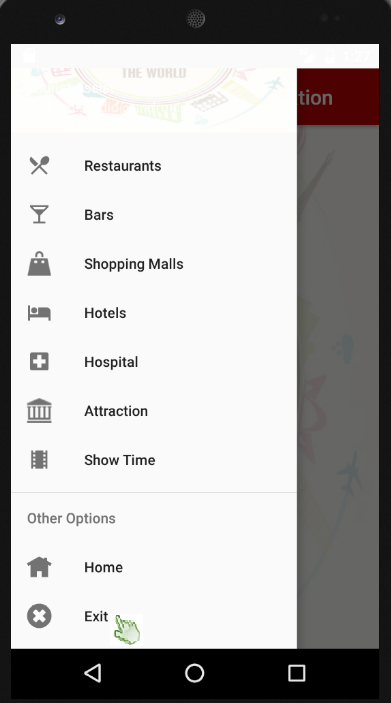 THE WORLD
tion
Restaurants
Bars
Shopping Malls
Hotels
Hospital
Attraction
Show Time
Other Options
Home
Exit